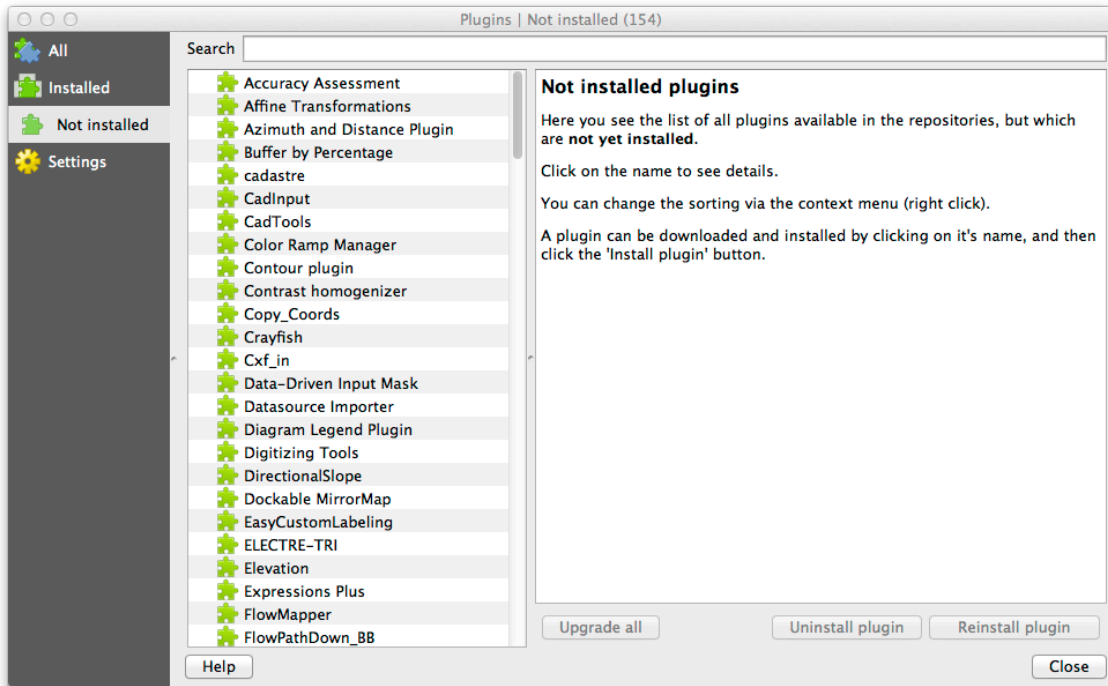 Plugins | Not installed (154)
All
Installed
Not installed
Settings
Search
Accuracy Assessment
Affine Transformations
Azimuth and Distance Plugin
Buffer by Percentage
cadastre
CadInput
CadTools
Color Ramp Manager
Contour plugin
Contrast homogenizer
Copy_Coords
Crayfish
Cxf_in
Data-Driven Input Mask
Datasource Importer
Diagram Legend Plugin
Digitizing Tools
DirectionalSlope
Dockable MirrorMap
EasyCustomLabeling
ELECTRE-TRI
Elevation
Expressions Plus
FlowMapper
FlowPathDown_BB
Not installed plugins
Here you see the list of all plugins available in the repositories, but which
are not yet installed.
Click on the name to see details.
You can change the sorting via the context menu (right click).
A plugin can be downloaded and installed by clicking on it's name, and then
click the 'Install plugin' button.
Upgrade all
Uninstall plugin
Reinstall plugin
Help
Close